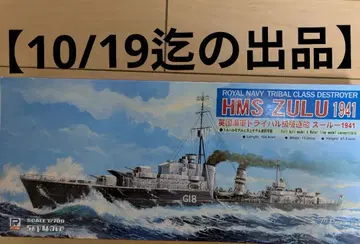 【10/19迄の出品】
ROYAL NAVY TRIBAL CLASS DESTROYER
HMS ZULU 1941
英国海軍トライバル級駆逐艦 ズールー1941
G18
SCALE 1/700